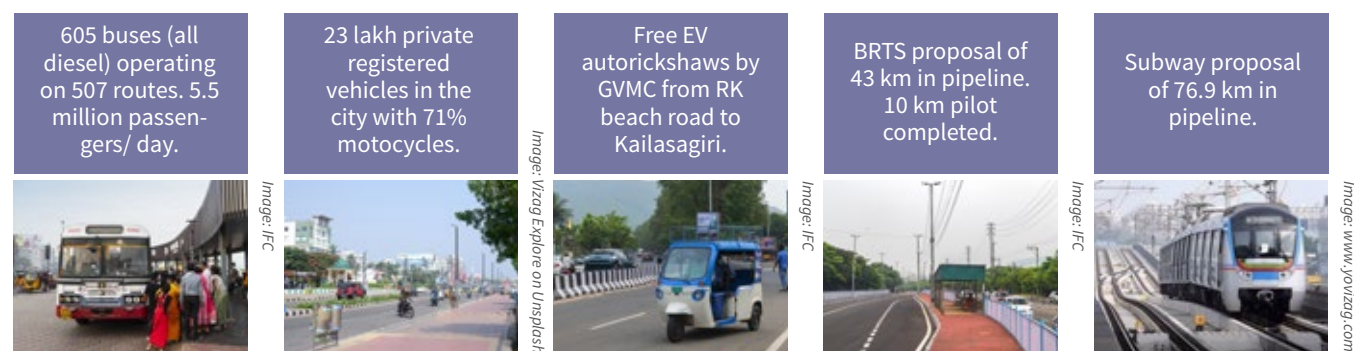 605 buses (all
diesel) operating
on 507 routes. 5.5
million passen-
gers/ day.
Image: IFC
23 lakh private
registered
vehicles in the
city with 71%
motocycles.
Image: Vizag Explore on Unsplash
Free EV
autorickshaws by
GVMC from RK
beach road to
Kailasagiri.
Image: IFC
BRTS proposal of
43 km in pipeline.
10 km pilot
completed.
Image: IFC
Subway proposal
of 76.9 km in
pipeline.
Image: www.yovizag.com